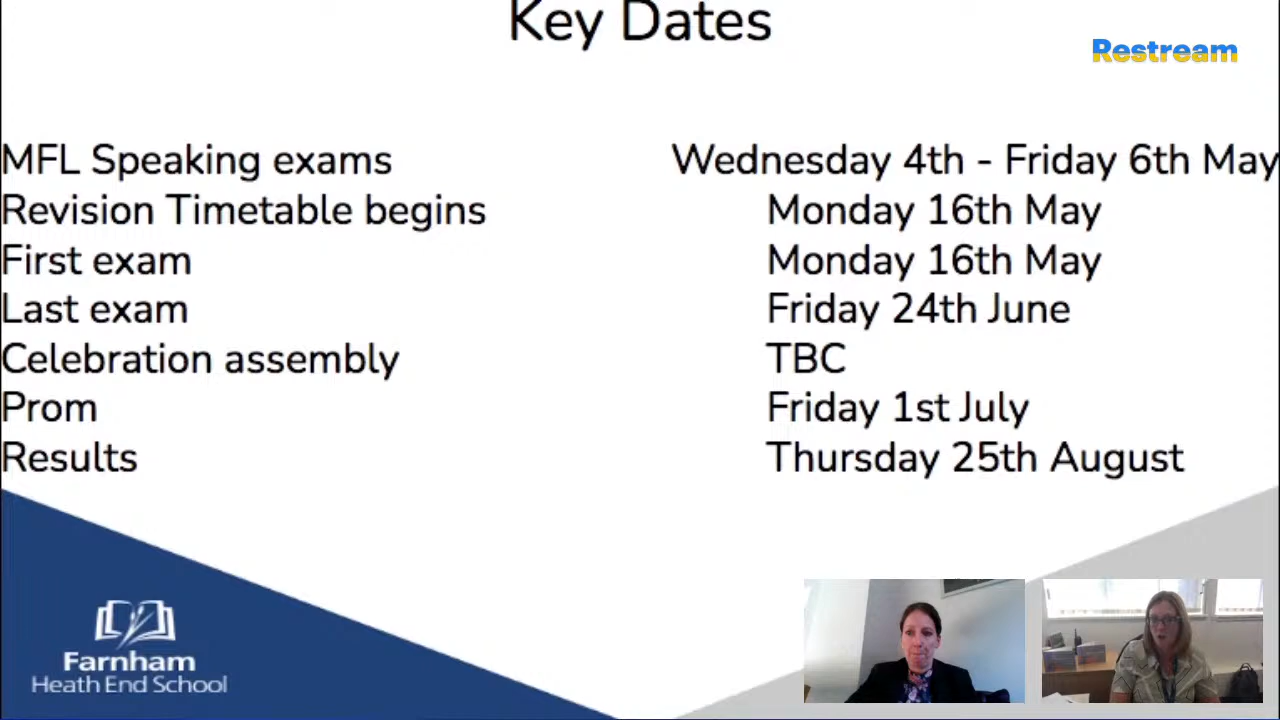 Key Dates
Restream
MFL Speaking exams Wednesday 4th - Friday 6th May
Revision Timetable begins Monday 16th May
First exam Monday 16th May
Last exam Friday 24th June
Celebration assembly TBC
Prom Friday 1st July
Results Thursday 25th August
Farnham
Heath End School